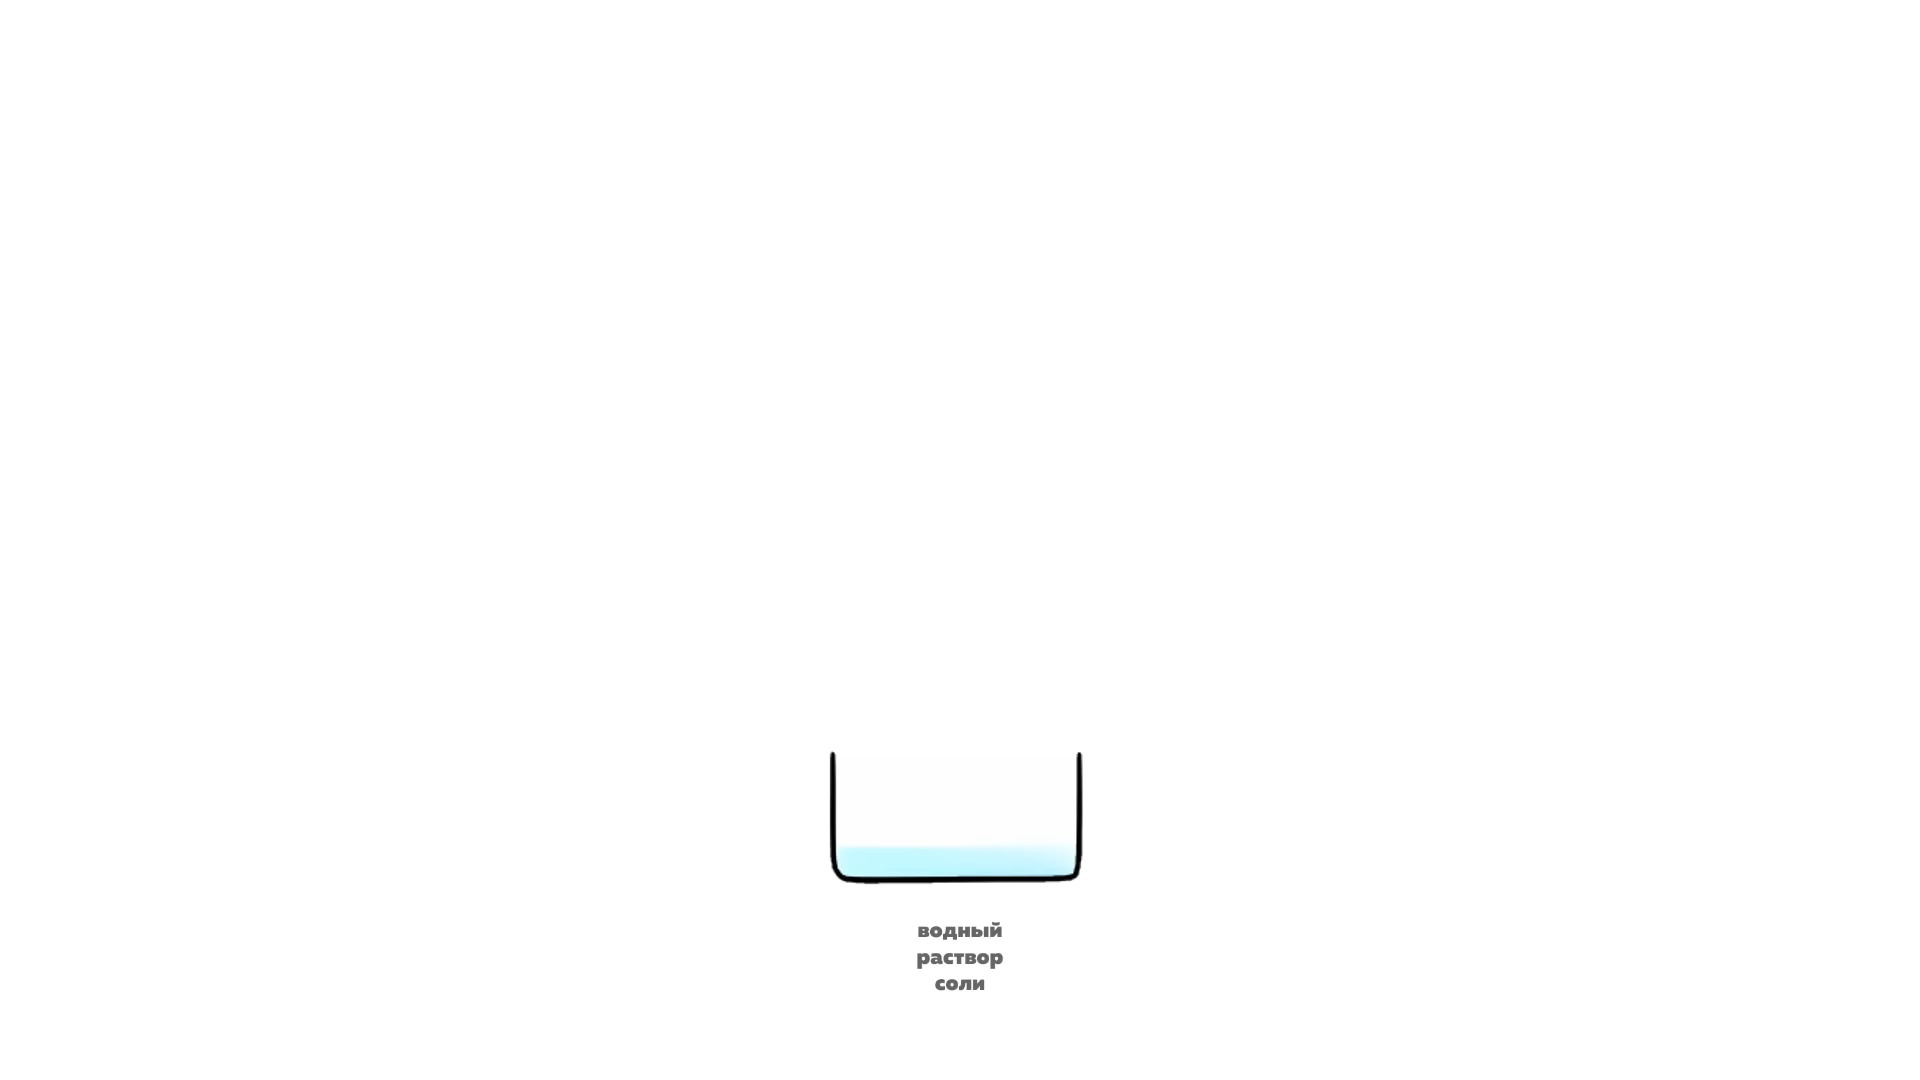 водный
раствор
соли